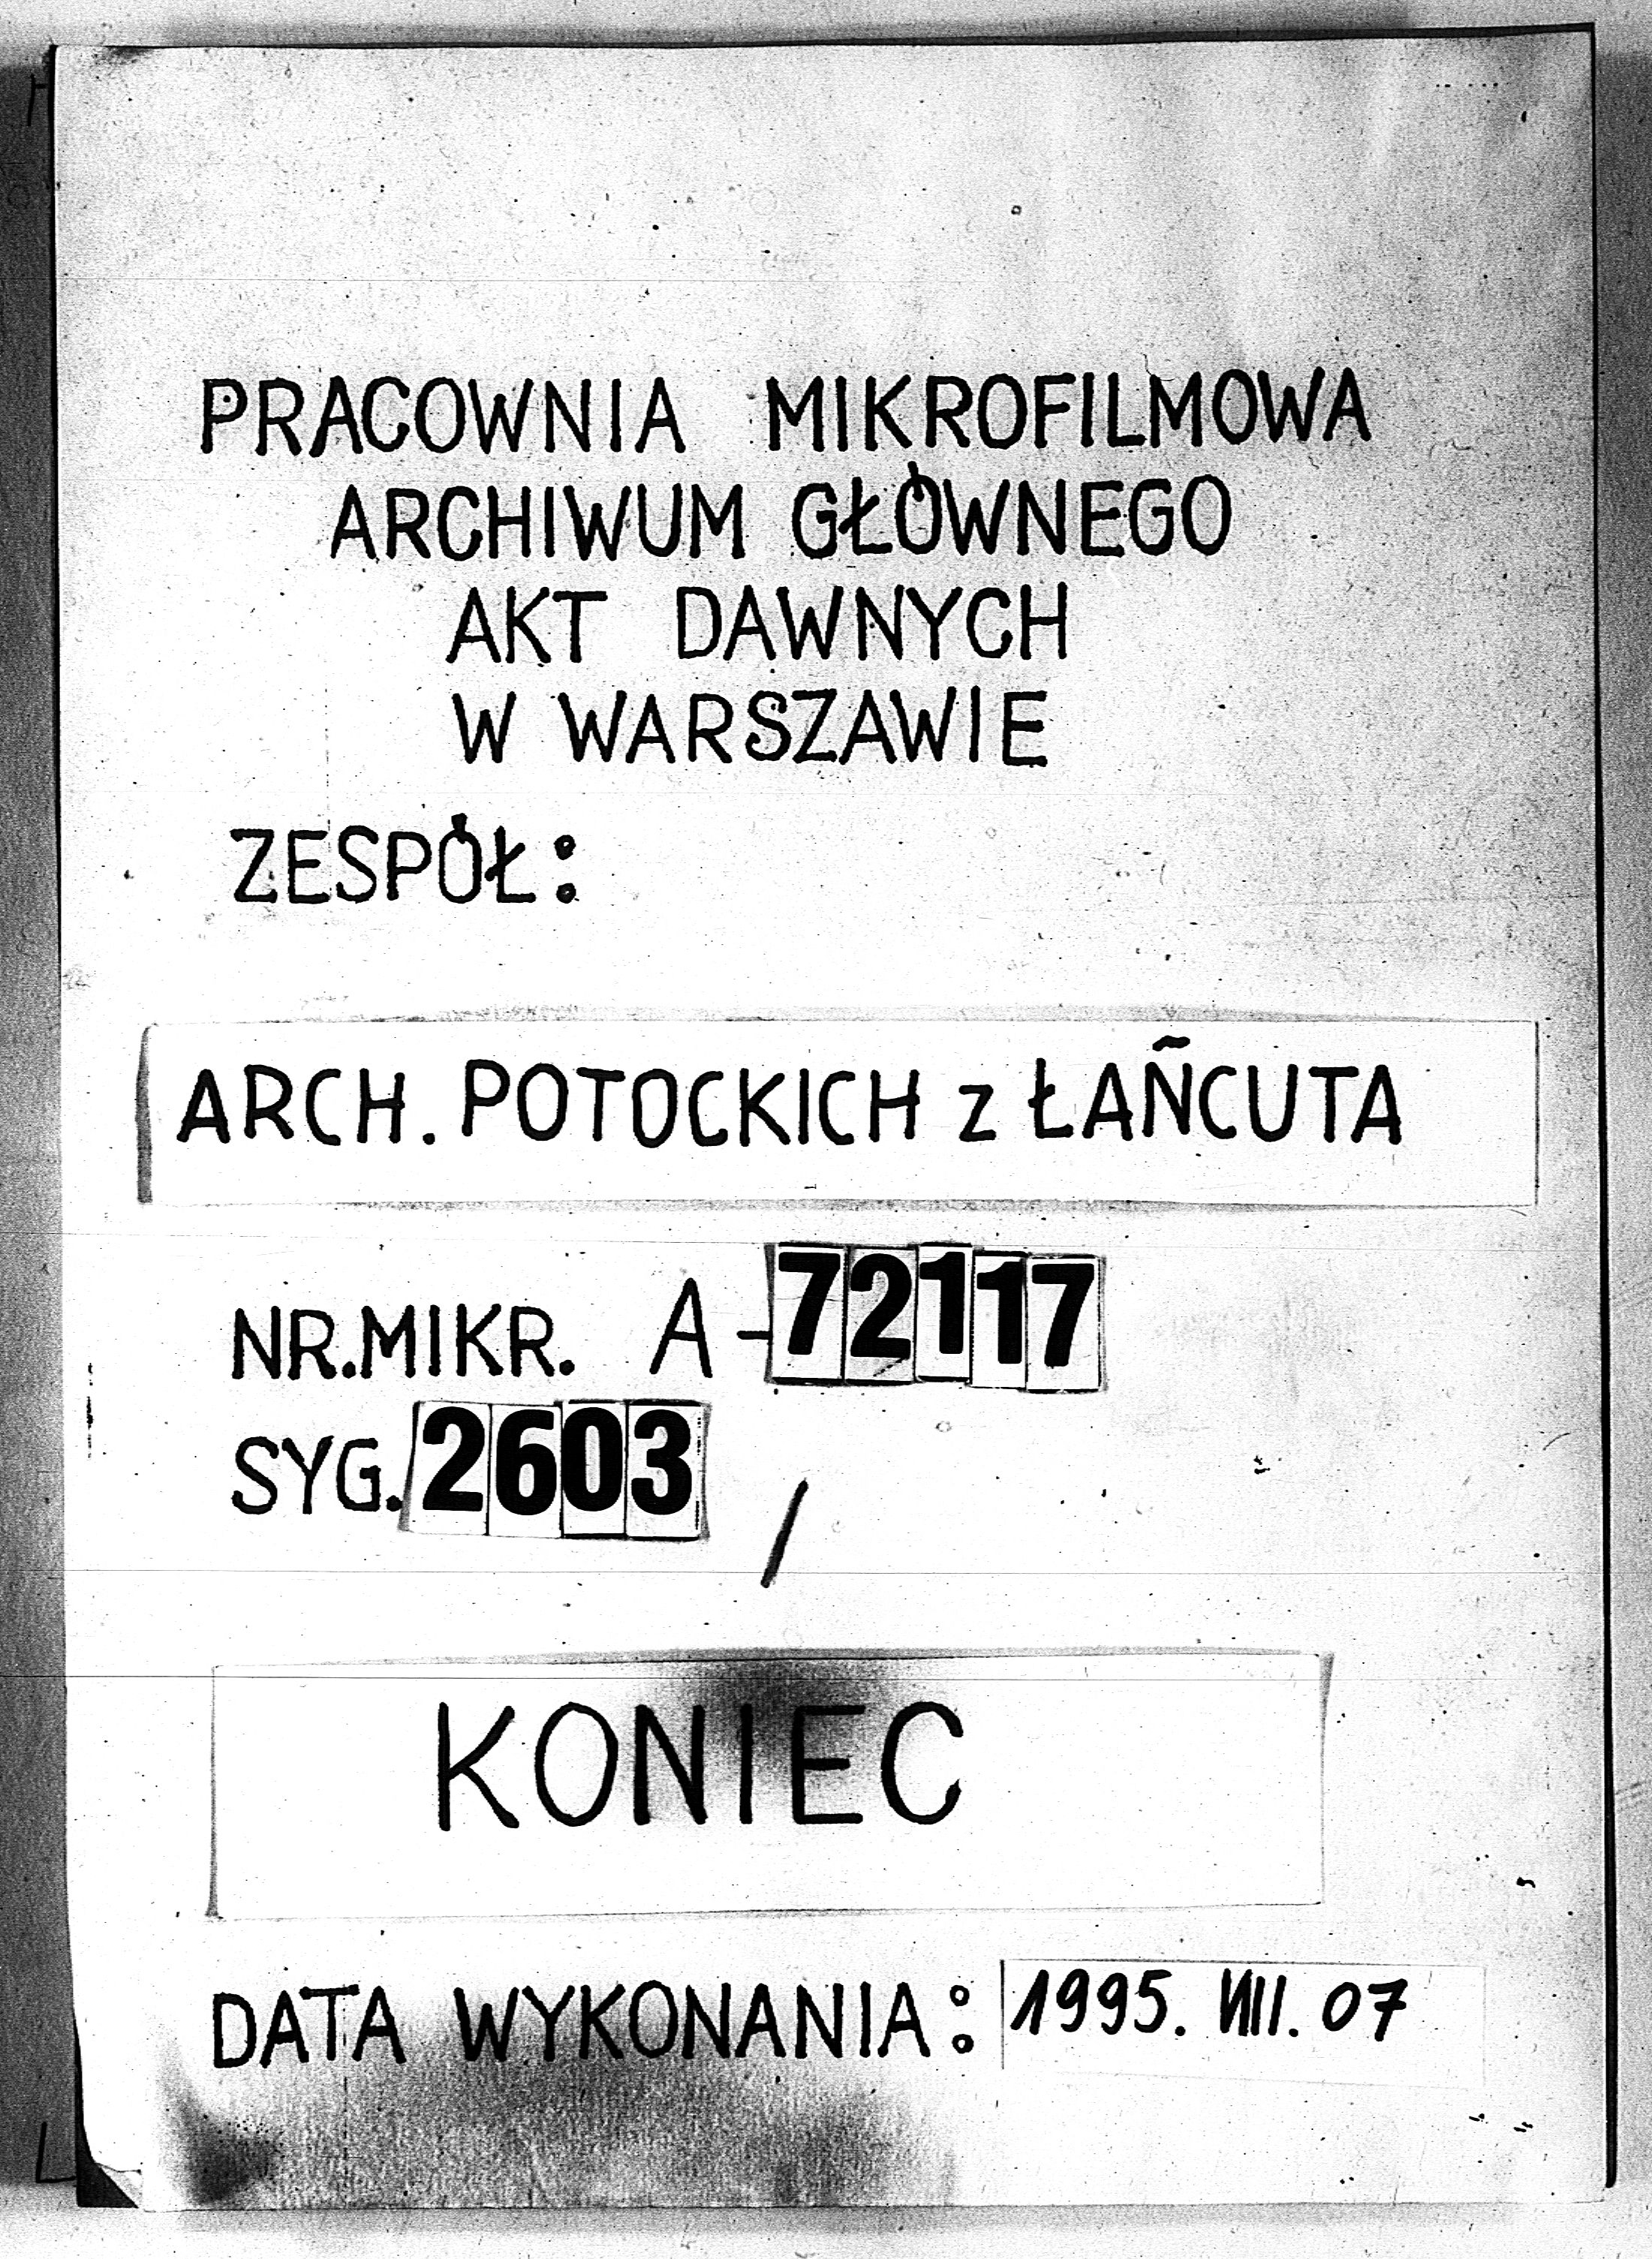 PRACOWNIA MIKROFILMOWA
ARCHIWUM GŁÓWNEGO
AKT DAWNYCH
W WARSZAWIE
ZESPÓŁ:
ARCH. POTOCKICH z ŁAŃCUTA
NR.MIKR. A-72117
SYG. 2603 /
KONIEC
DATA WYKONANIA: 1995. VIII. 07